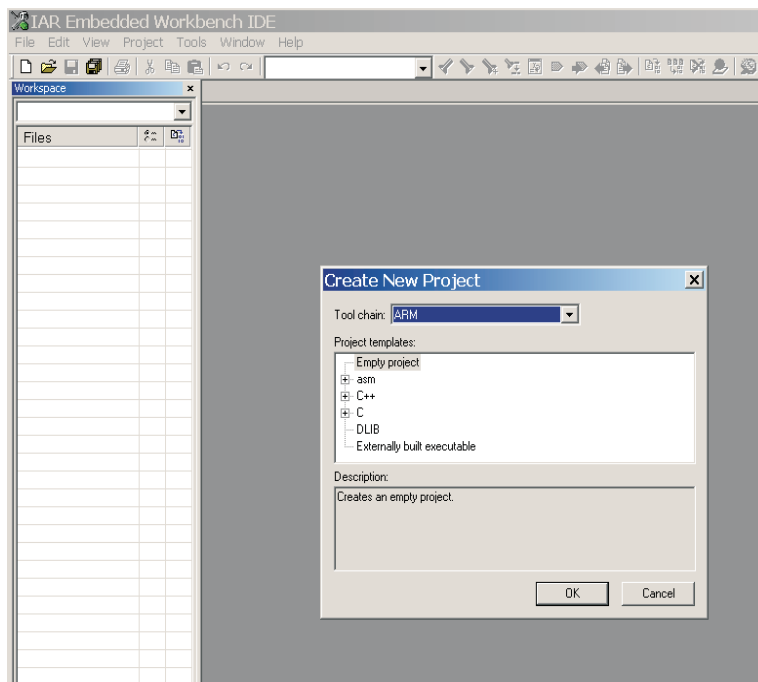 IAR Embedded Workbench IDE
File Edit View Project Tools Window Help
Workspace
Files
Create New Project
Tool chain: ARM
Project templates:
Empty project
asm
C++
C
DLIB
Externally built executable
Description:
Creates an empty project.
OK Cancel